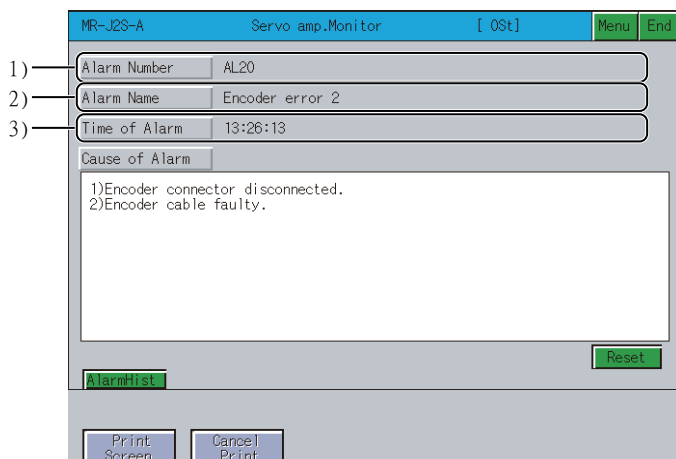 MR-J2S-A Servo amp.Monitor [ 0St] Menu End
1) Alarm Number AL20
2) Alarm Name Encoder error 2
3) Time of Alarm 13:26:13
Cause of Alarm
1)Encoder connector disconnected.
2)Encoder cable faulty.
Reset
AlarmHist
Print Cancel
Screen Print